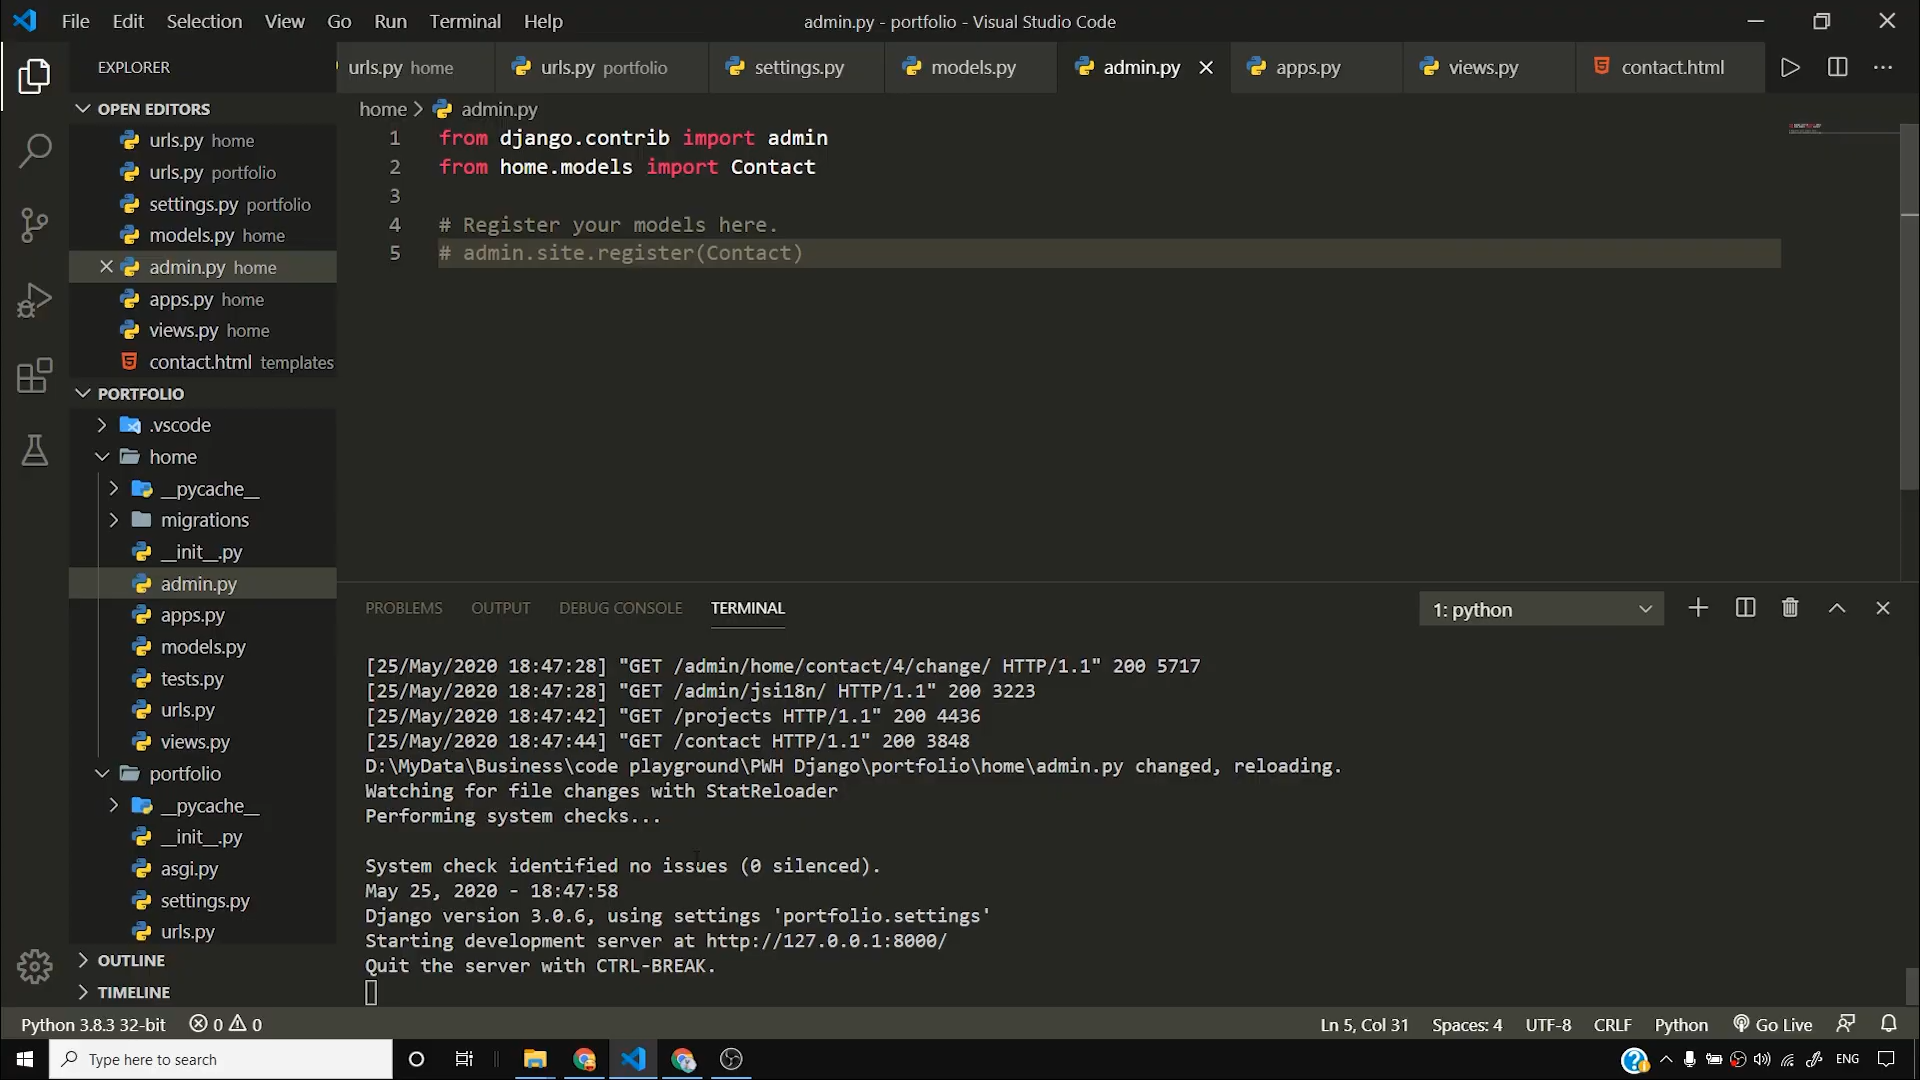 File Edit Selection View Go Run Terminal Help
admin.py - portfolio - Visual Studio Code
EXPLORER
urls.py home
urls.py portfolio
settings.py
models.py
admin.py
apps.py
views.py
contact.html
OPEN EDITORS
urls.py home
urls.py portfolio
settings.py portfolio
models.py home
admin.py home
apps.py home
views.py home
contact.html templates
PORTFOLIO
.vscode
home
__pycache__
migrations
__init__.py
admin.py
apps.py
models.py
tests.py
urls.py
views.py
portfolio
__pycache__
__init__.py
asgi.py
settings.py
urls.py
OUTLINE
TIMELINE
home > admin.py
1 from django.contrib import admin
2 from home.models import Contact
3
4 # Register your models here.
5 # admin.site.register(Contact)
PROBLEMS OUTPUT DEBUG CONSOLE TERMINAL
1: python
[25/May/2020 18:47:28] "GET /admin/home/contact/4/change/ HTTP/1.1" 200 5717
[25/May/2020 18:47:28] "GET /admin/jsi18n/ HTTP/1.1" 200 3223
[25/May/2020 18:47:42] "GET /projects HTTP/1.1" 200 4436
[25/May/2020 18:47:44] "GET /contact HTTP/1.1" 200 3848
D:\MyData\Business\code playground\PWH Django\portfolio\home\admin.py changed, reloading.
Watching for file changes with StatReloader
Performing system checks...
System check identified no issues (0 silenced).
May 25, 2020 - 18:47:58
Django version 3.0.6, using settings 'portfolio.settings'
Starting development server at http://127.0.0.1:8000/
Quit the server with CTRL-BREAK.
Python 3.8.3 32-bit 0 0
Ln 5, Col 31 Spaces: 4 UTF-8 CRLF Python Go Live
Type here to search
ENG